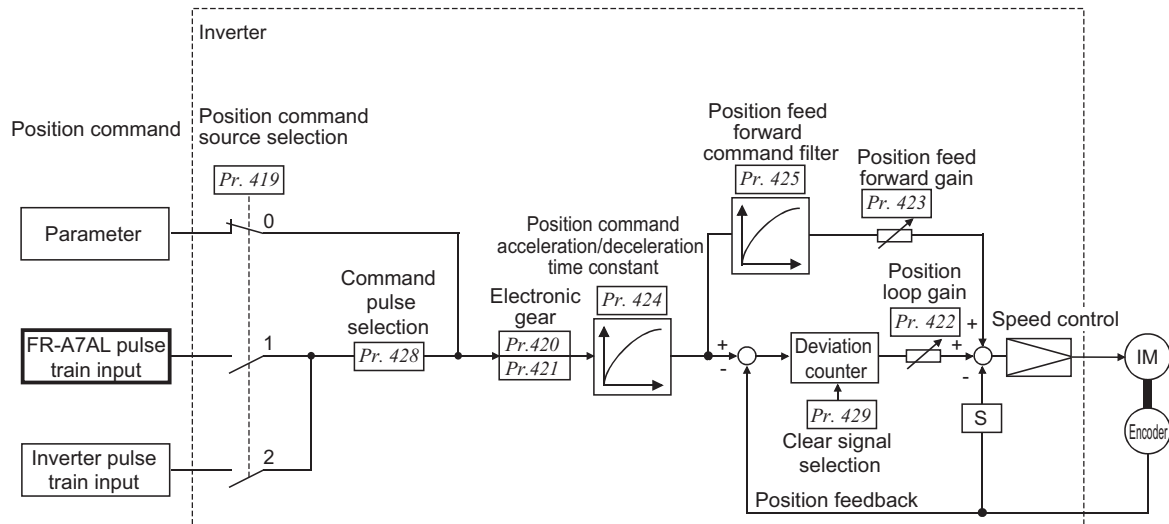 Inverter
Position command
Position command
source selection
Pr. 419
Parameter
0
FR-A7AL pulse
train input
1
Inverter pulse
train input
2
Command
pulse
selection
Pr. 428
Electronic
gear
Pr.420
Pr.421
Position command
acceleration/deceleration
time constant
Pr. 424
Position feed
forward
command filter
Pr. 425
Position feed
forward gain
Pr. 423
+
-
Deviation
counter
Pr. 429
Clear signal
selection
Position
loop gain
Pr. 422
+
+
-
Speed control
S
IM
Encoder
Position feedback